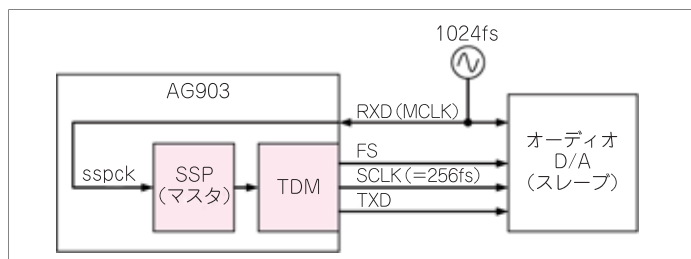 1024fs
AG903
RXD(MCLK)
オーディオ
D/A
(スレーブ)
FS
sspck
SSP
(マスタ)
TDM
SCLK(=256fs)
TXD